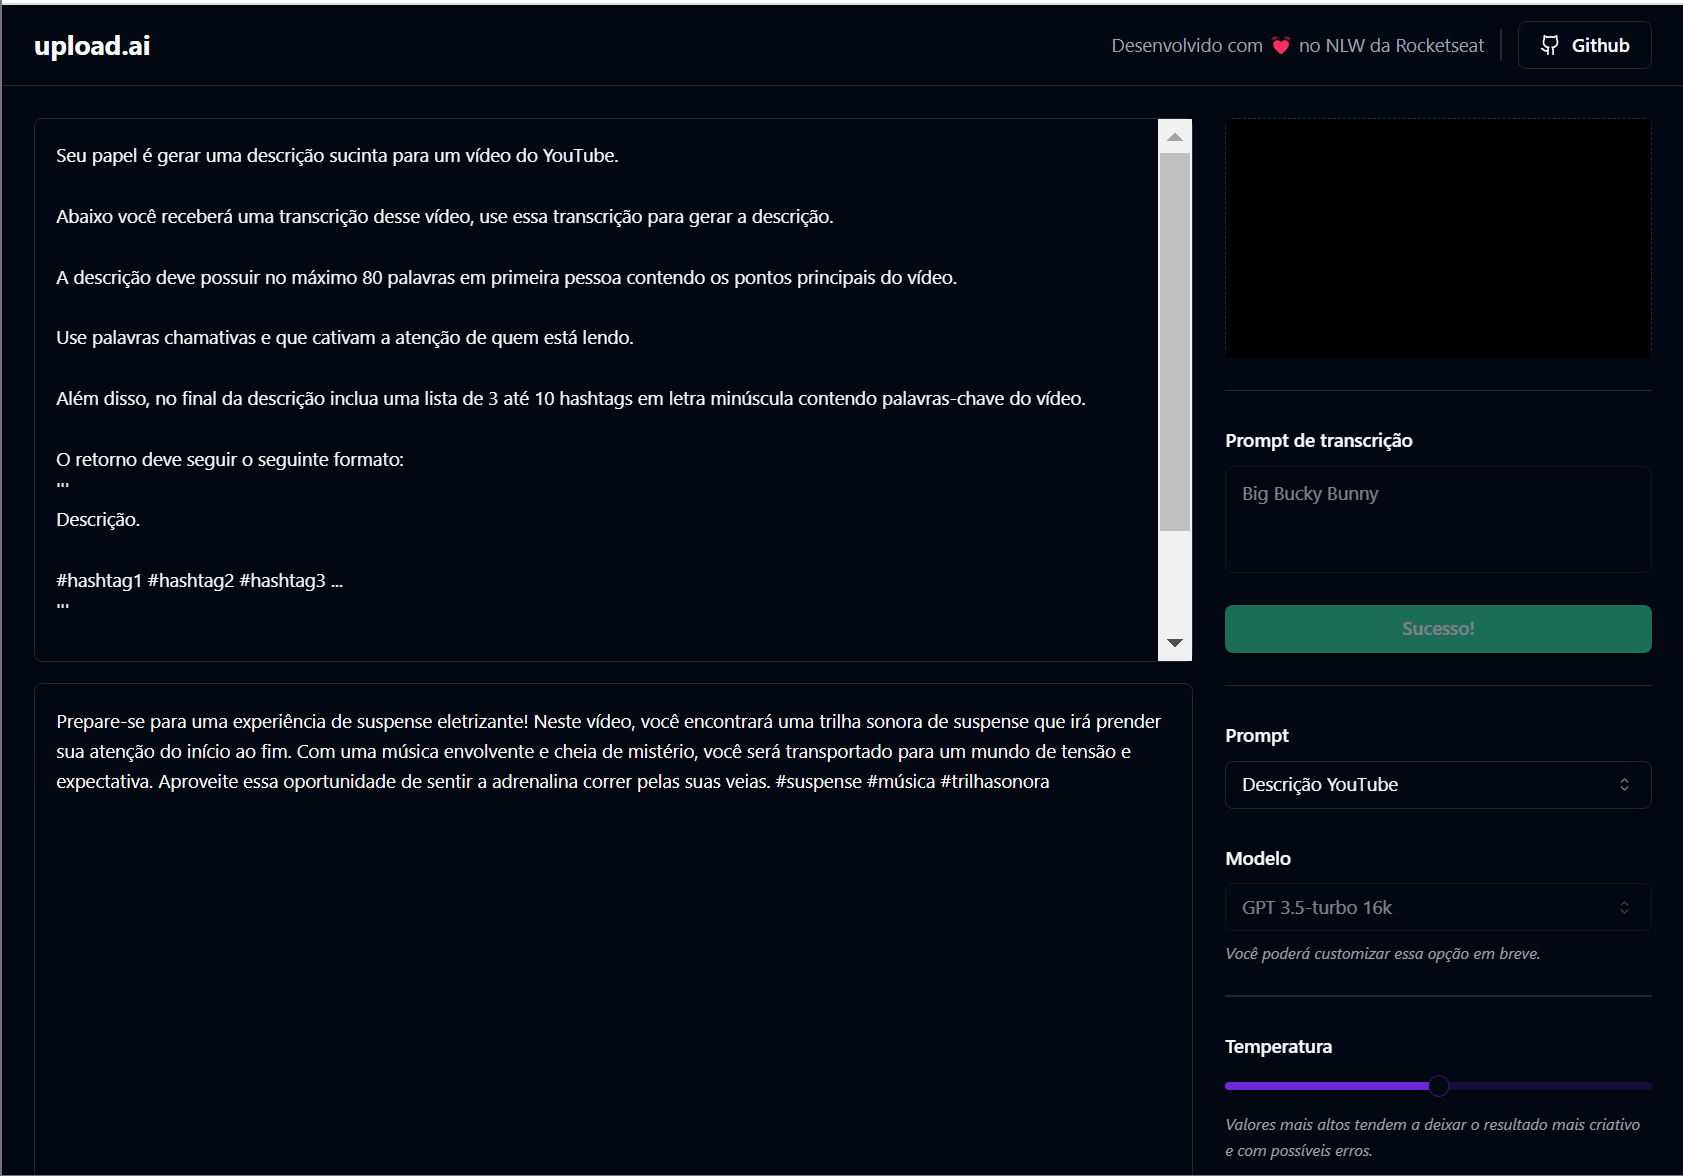 upload.ai
Desenvolvido com 💓 no NLW da Rocketseat
Github
Seu papel é gerar uma descrição sucinta para um vídeo do YouTube.
Abaixo você receberá uma transcrição desse vídeo, use essa transcrição para gerar a descrição.
A descrição deve possuir no máximo 80 palavras em primeira pessoa contendo os pontos principais do vídeo.
Use palavras chamativas e que cativam a atenção de quem está lendo.
Além disso, no final da descrição inclua uma lista de 3 até 10 hashtags em letra minúscula contendo palavras-chave do vídeo.
O retorno deve seguir o seguinte formato:
'''
Descrição.
#hashtag1 #hashtag2 #hashtag3 ...
'''
Prepare-se para uma experiência de suspense eletrizante! Neste vídeo, você encontrará uma trilha sonora de suspense que irá prender
sua atenção do início ao fim. Com uma música envolvente e cheia de mistério, você será transportado para um mundo de tensão e
expectativa. Aproveite essa oportunidade de sentir a adrenalina correr pelas suas veias. #suspense #música #trilhasonora
Prompt de transcrição
Big Bucky Bunny
Sucesso!
Prompt
Descrição YouTube
Modelo
GPT 3.5-turbo 16k
Você poderá customizar essa opção em breve.
Temperatura
Valores mais altos tendem a deixar o resultado mais criativo
e com possíveis erros.